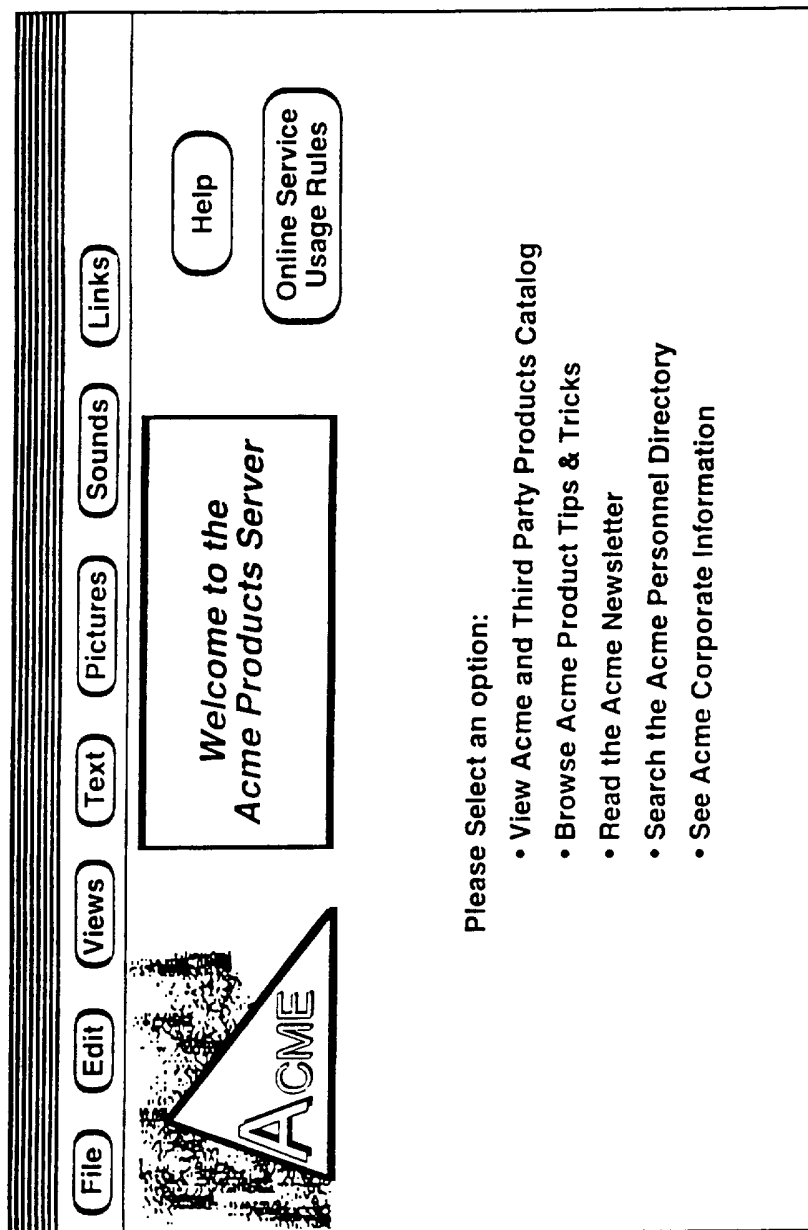 File Edit Views Text Pictures Sounds Links
ACME
Welcome to the
Acme Products Server
Help
Online Service
Usage Rules
Please Select an option:
• View Acme and Third Party Products Catalog
• Browse Acme Product Tips & Tricks
• Read the Acme Newsletter
• Search the Acme Personnel Directory
• See Acme Corporate Information